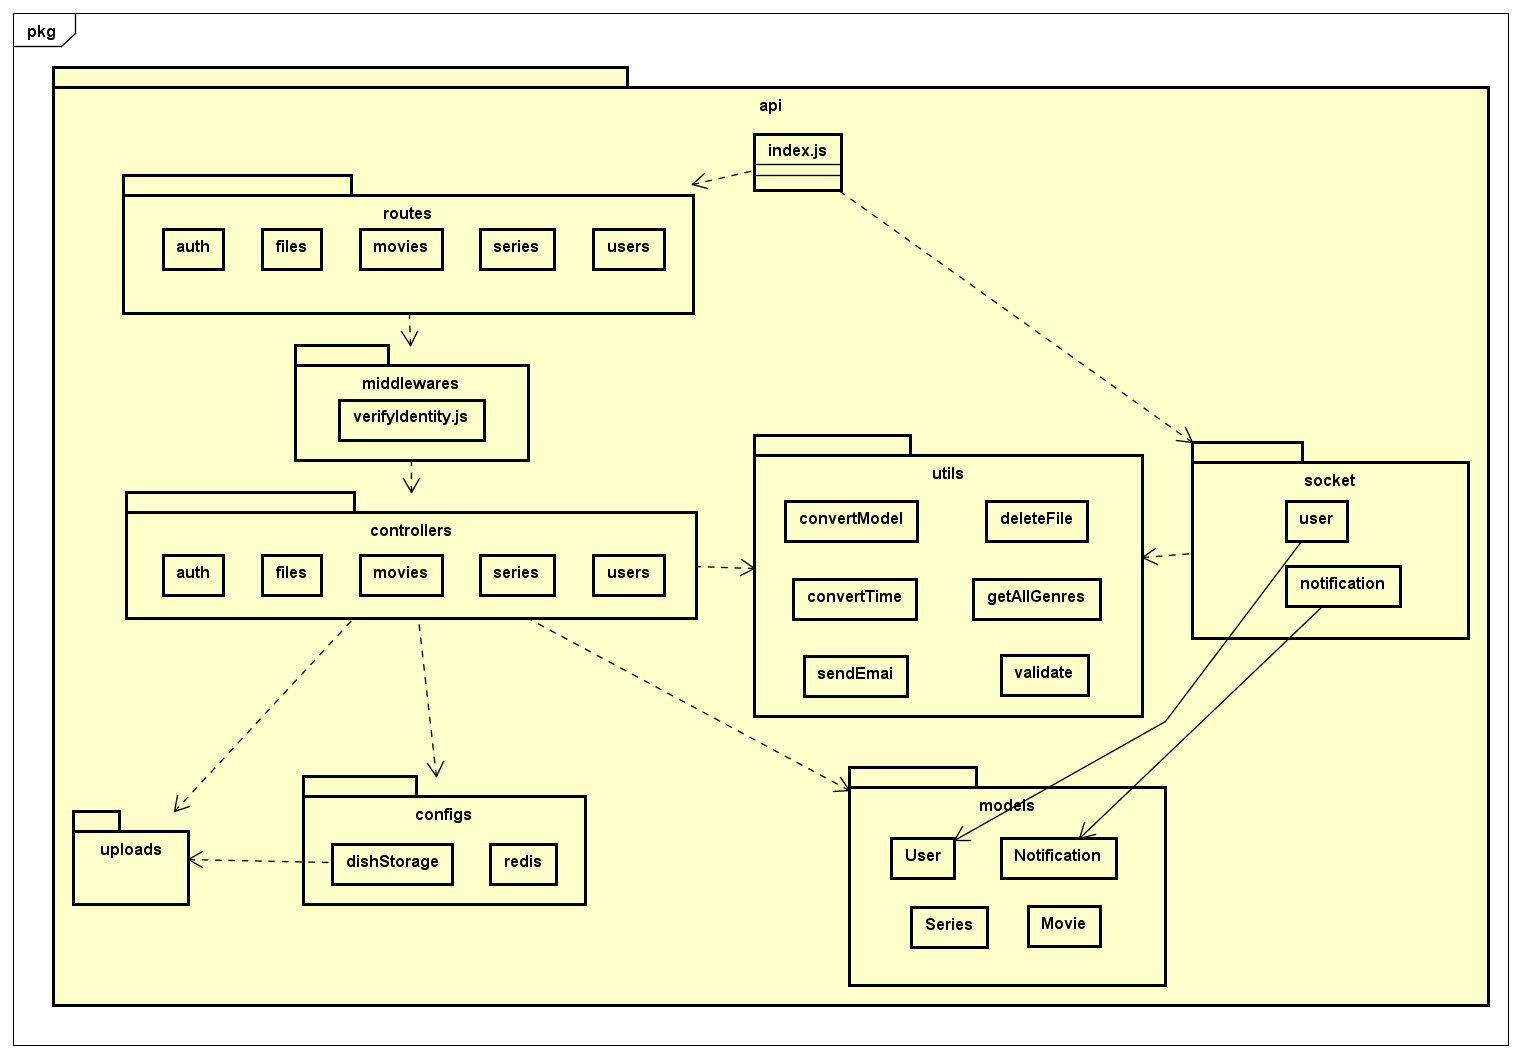 pkg
api
index.js
routes
auth files movies series users
middlewares
verifyIdentity.js
controllers
auth files movies series users
utils
convertModel deleteFile
convertTime getAllGenres
sendEmai validate
socket
user
notification
uploads
configs
dishStorage redis
models
User Notification
Series Movie